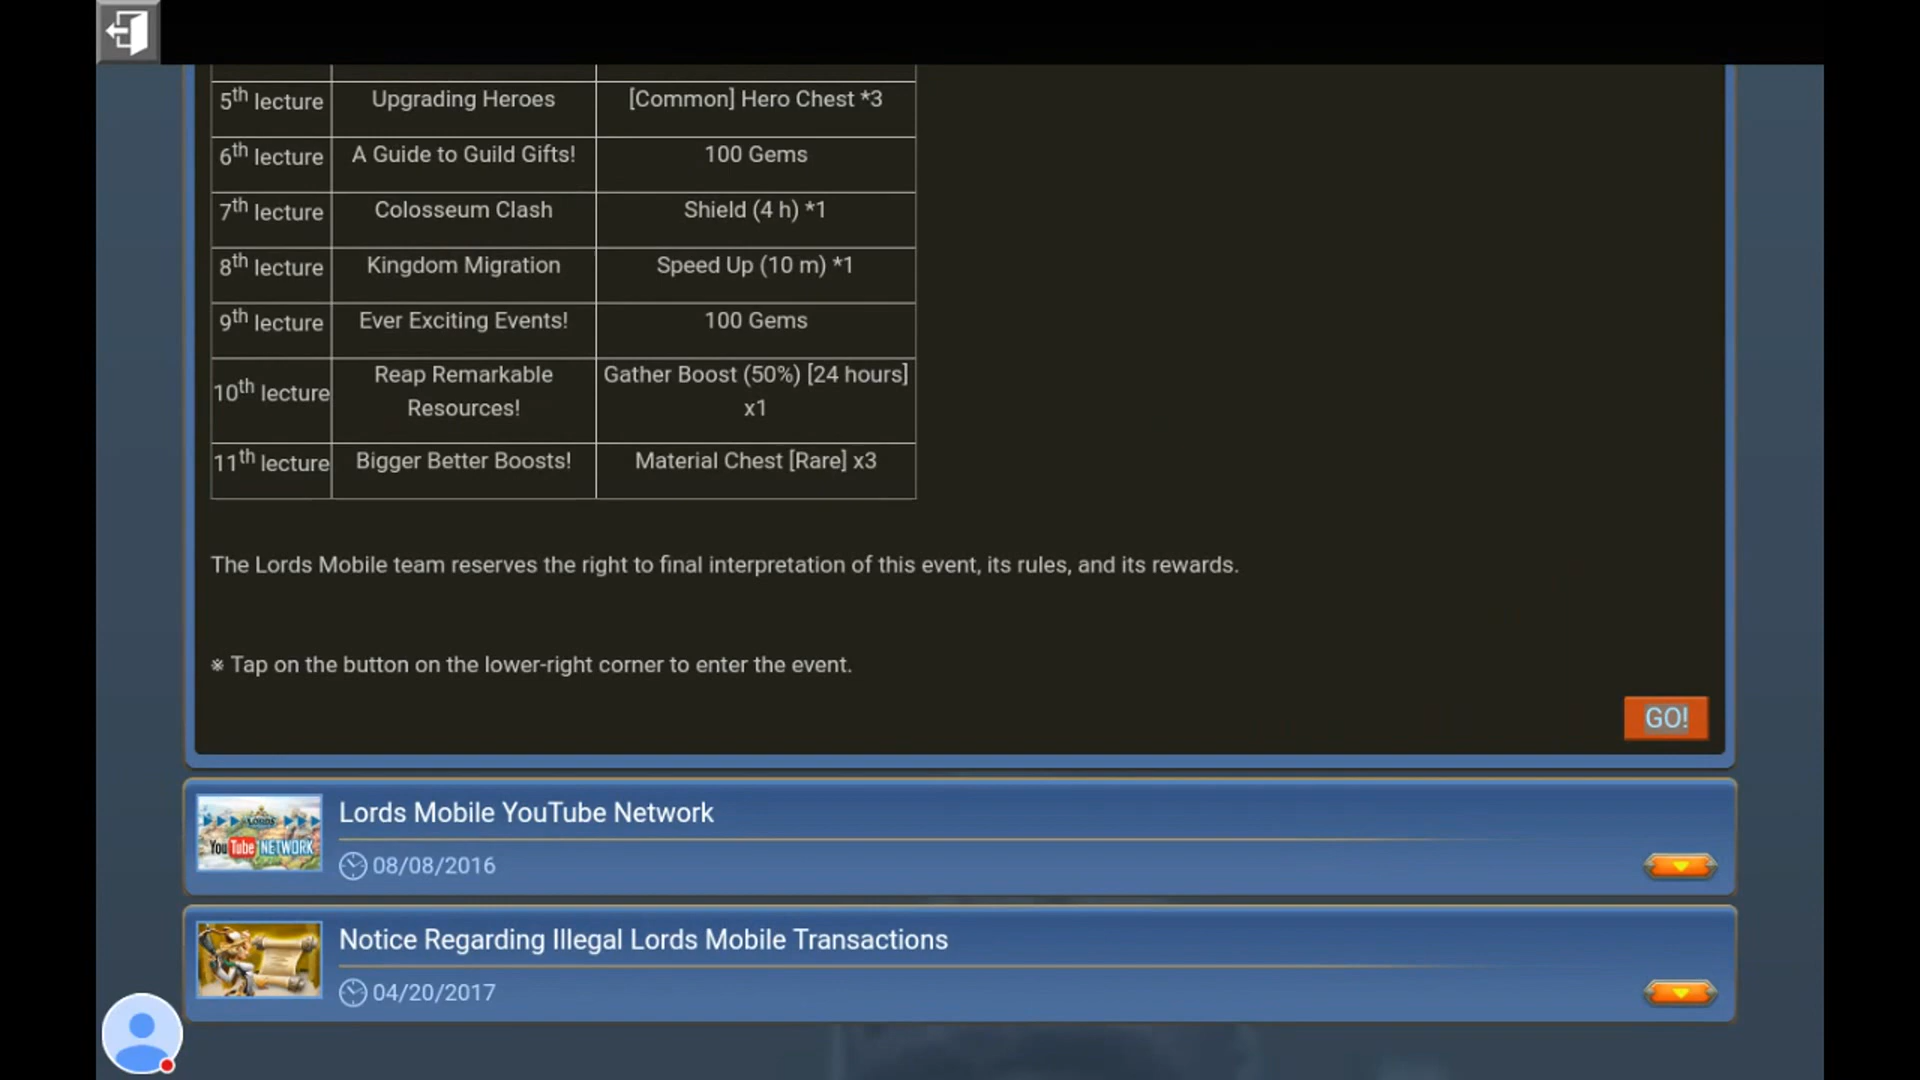 5th lecture Upgrading Heroes [Common] Hero Chest *3
6th lecture A Guide to Guild Gifts! 100 Gems
7th lecture Colosseum Clash Shield (4 h) *1
8th lecture Kingdom Migration Speed Up (10 m) *1
9th lecture Ever Exciting Events! 100 Gems
10th lecture Reap Remarkable Resources! Gather Boost (50%) [24 hours] x1
11th lecture Bigger Better Boosts! Material Chest [Rare] x3
The Lords Mobile team reserves the right to final interpretation of this event, its rules, and its rewards.
※ Tap on the button on the lower-right corner to enter the event.
GO!
LORDS
YouTube NETWORK
Lords Mobile YouTube Network
08/08/2016
Notice Regarding Illegal Lords Mobile Transactions
04/20/2017